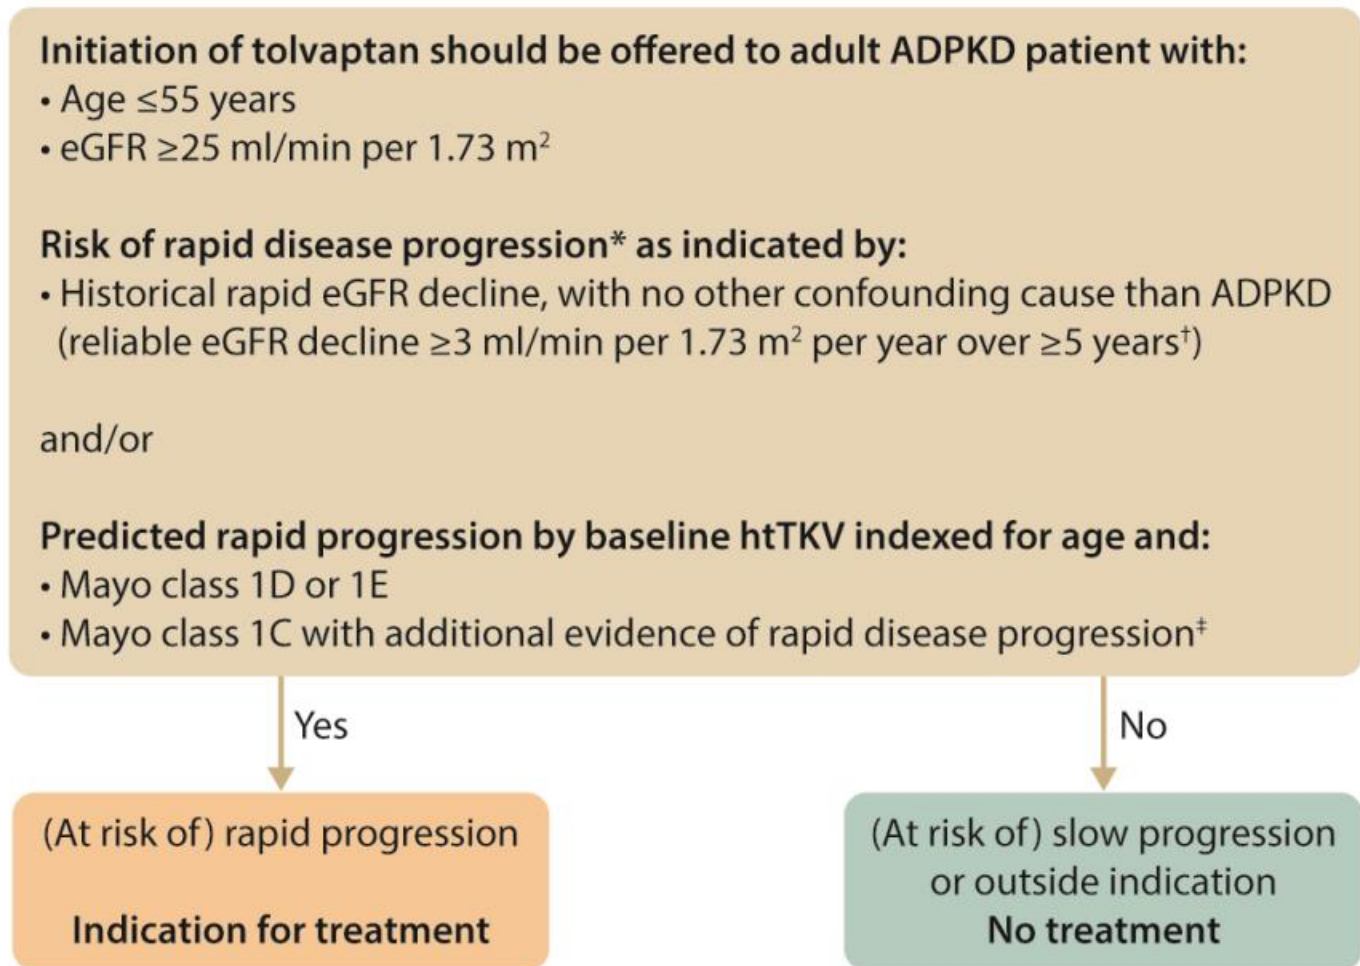 Initiation of tolvaptan should be offered to adult ADPKD patient with:
• Age ≤55 years
• eGFR ≥25 ml/min per 1.73 m²
Risk of rapid disease progression* as indicated by:
• Historical rapid eGFR decline, with no other confounding cause than ADPKD
(reliable eGFR decline ≥3 ml/min per 1.73 m² per year over ≥5 years†)
and/or
Predicted rapid progression by baseline htTKV indexed for age and:
• Mayo class 1D or 1E
• Mayo class 1C with additional evidence of rapid disease progression‡
Yes
No
(At risk of) rapid progression
Indication for treatment
(At risk of) slow progression
or outside indication
No treatment